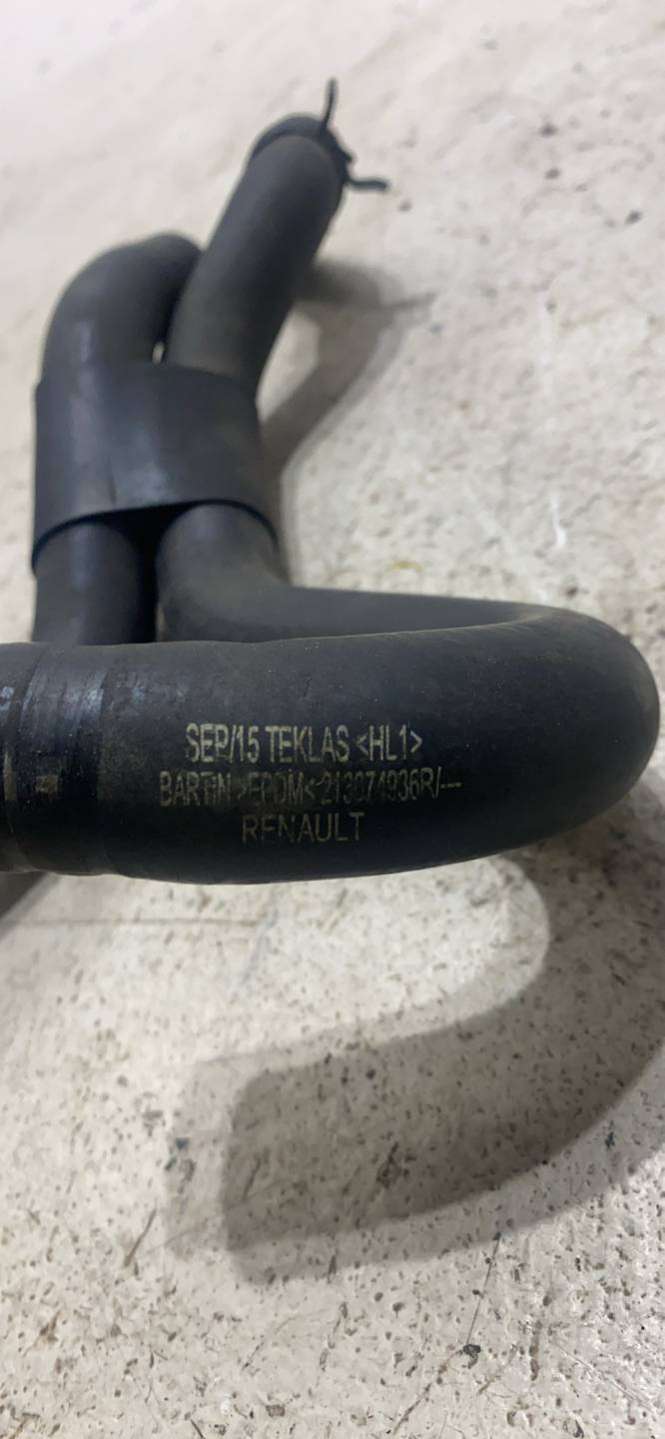 SEP/15 TEKLAS <HL1>
BARTIN >EPDM< 213074936R/---
RENAULT